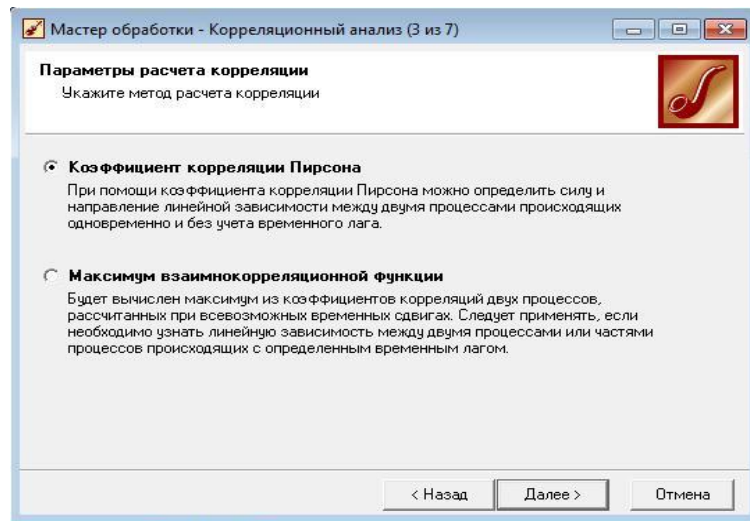 Мастер обработки - Корреляционный анализ (3 из 7)
Параметры расчета корреляции
Укажите метод расчета корреляции
Коэффициент корреляции Пирсона
При помощи коэффициента корреляции Пирсона можно определить силу и
направление линейной зависимости между двумя процессами происходящих
одновременно и без учета временного лага.
Максимум взаимнокорреляционной функции
Будет вычислен максимум из коэффициентов корреляций двух процессов,
рассчитанных при всевозможных временных сдвигах. Следует применять, если
необходимо узнать линейную зависимость между двумя процессами или частями
процессов происходящих с определенным временным лагом.
< Назад Далее > Отмена